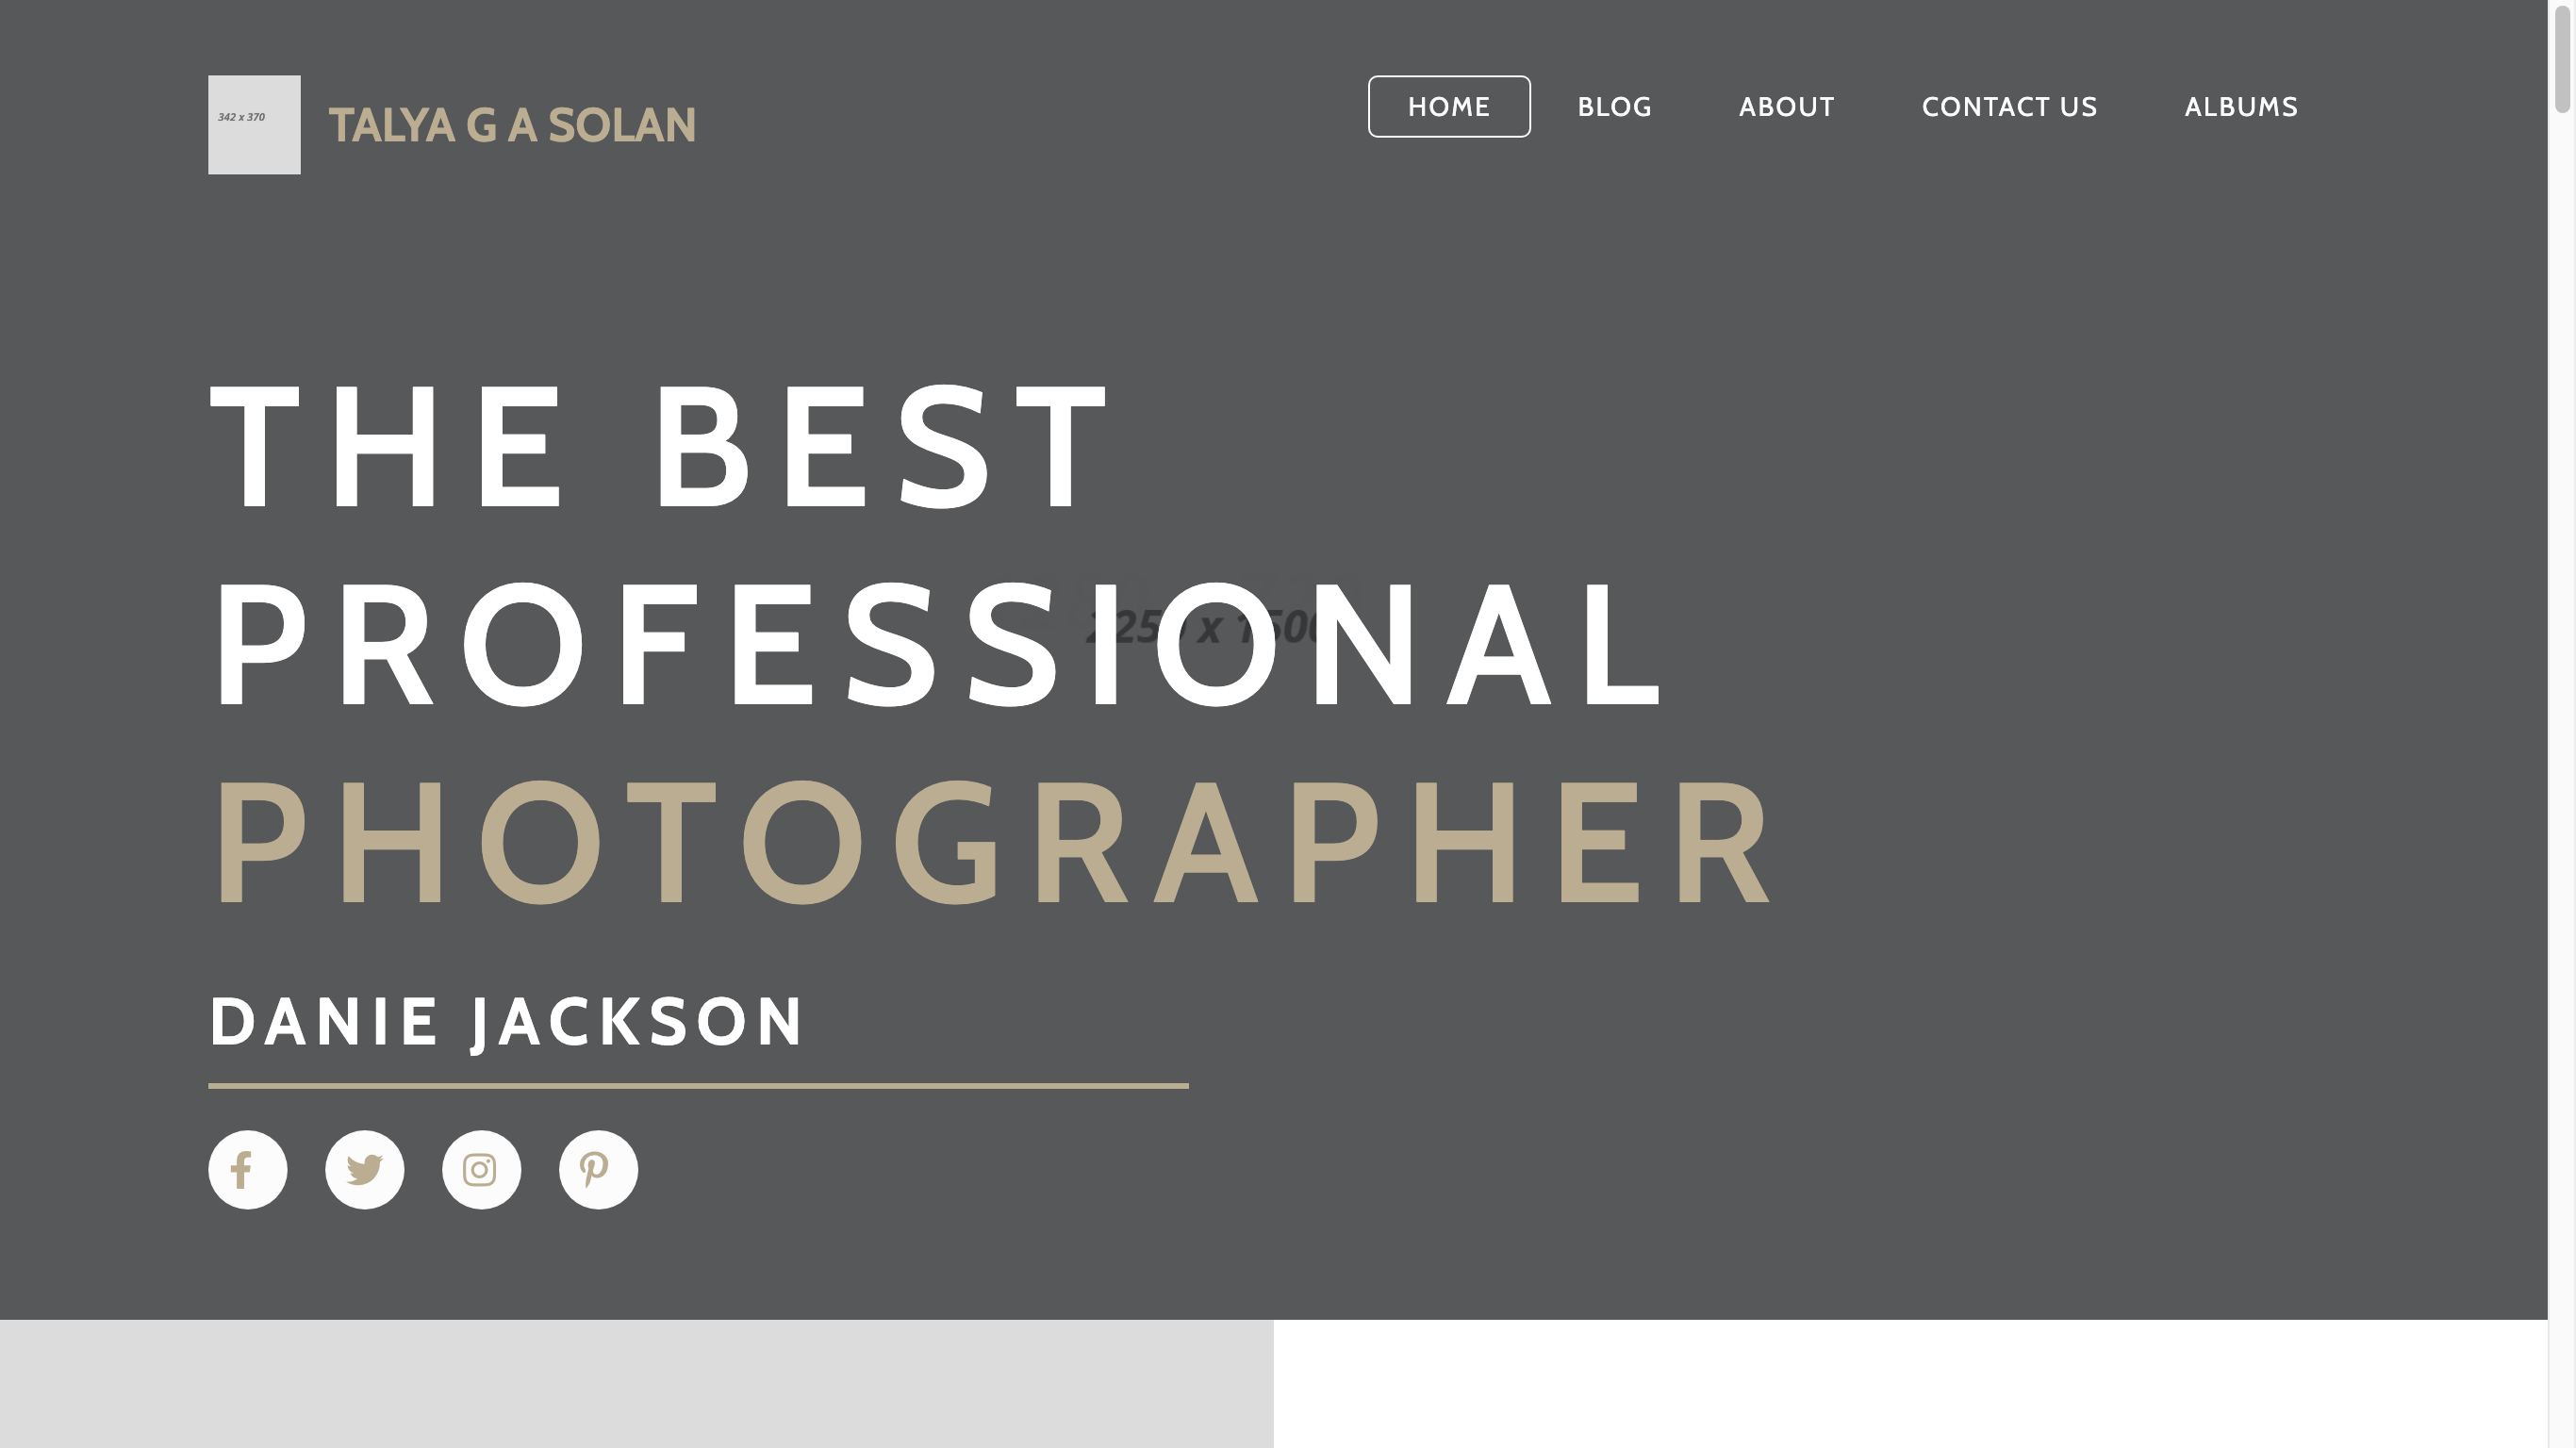 342 x 370
TALYA G A SOLAN
HOME
BLOG
ABOUT
CONTACT US
ALBUMS
THE BEST
PROFESSIONAL
2250 x 1500
PHOTOGRAPHER
DANIE JACKSON